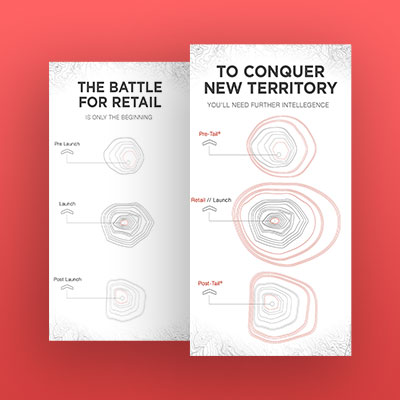 THE BATTLE
FOR RETAIL
IS ONLY THE BEGINNING
Pre Launch
Launch
Post Launch
TO CONQUER
NEW TERRITORY
YOU'LL NEED FURTHER INTELLEGENCE
Pre-Tail+
Retail // Launch
Post-Tail+